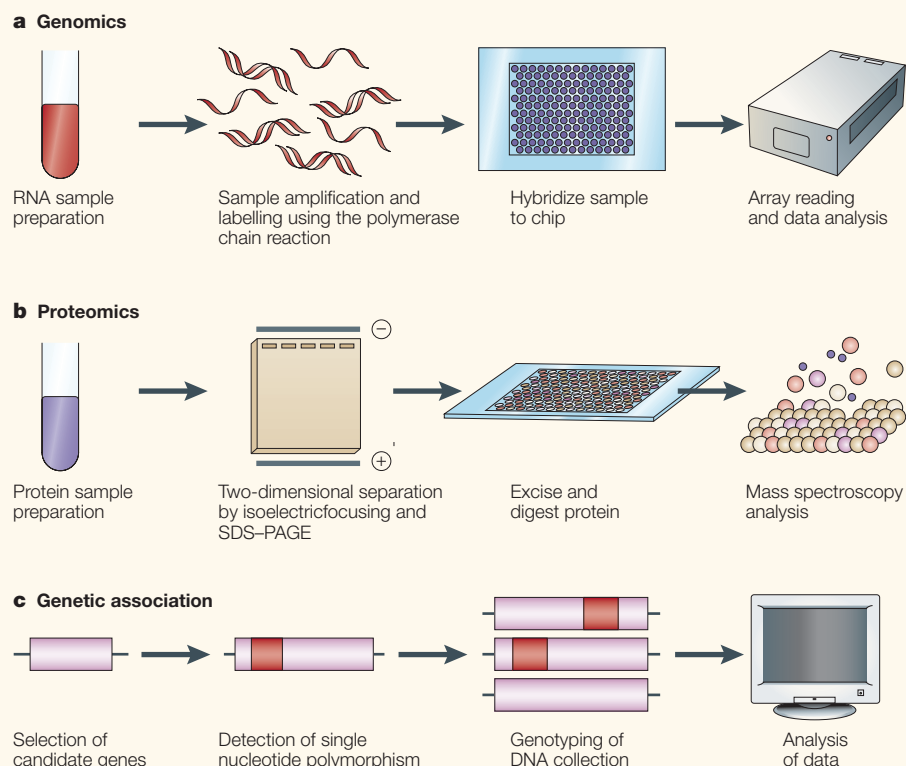 a Genomics
RNA sample
preparation
Sample amplification and
labelling using the polymerase
chain reaction
Hybridize sample
to chip
Array reading
and data analysis
b Proteomics
−
+
Protein sample
preparation
Two-dimensional separation
by isoelectricfocusing and
SDS–PAGE
Excise and
digest protein
Mass spectroscopy
analysis
c Genetic association
Selection of
candidate genes
Detection of single
nucleotide polymorphism
Genotyping of
DNA collection
Analysis
of data